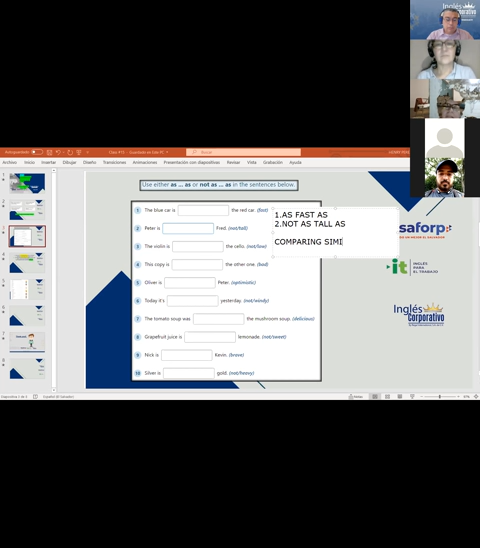 Inglés
Corporativo
Autoguardado
Buscar
Archivo Inicio Insertar Dibujar Diseño Transiciones Animaciones Presentación con diapositivas Revisar Vista Grabación Ayuda
Use either as ... as or not as ... as in the sentences below.
1 The blue car is the red car. (fast)
2 Peter is Fred. (not/tall)
3 The violin is the cello. (not/low)
4 This copy is the other one. (bad)
5 Oliver is Peter. (optimistic)
6 Today it's yesterday. (not/windy)
7 The tomato soup was the mushroom soup. (delicious)
8 Grapefruit juice is lemonade. (not/sweet)
9 Nick is Kevin. (brave)
10 Silver is gold. (not/heavy)
1.AS FAST AS
2.NOT AS TALL AS
COMPARING SIMI
saforp
it
INGLÉS
PARA
EL TRABAJO
Inglés
Corporativo